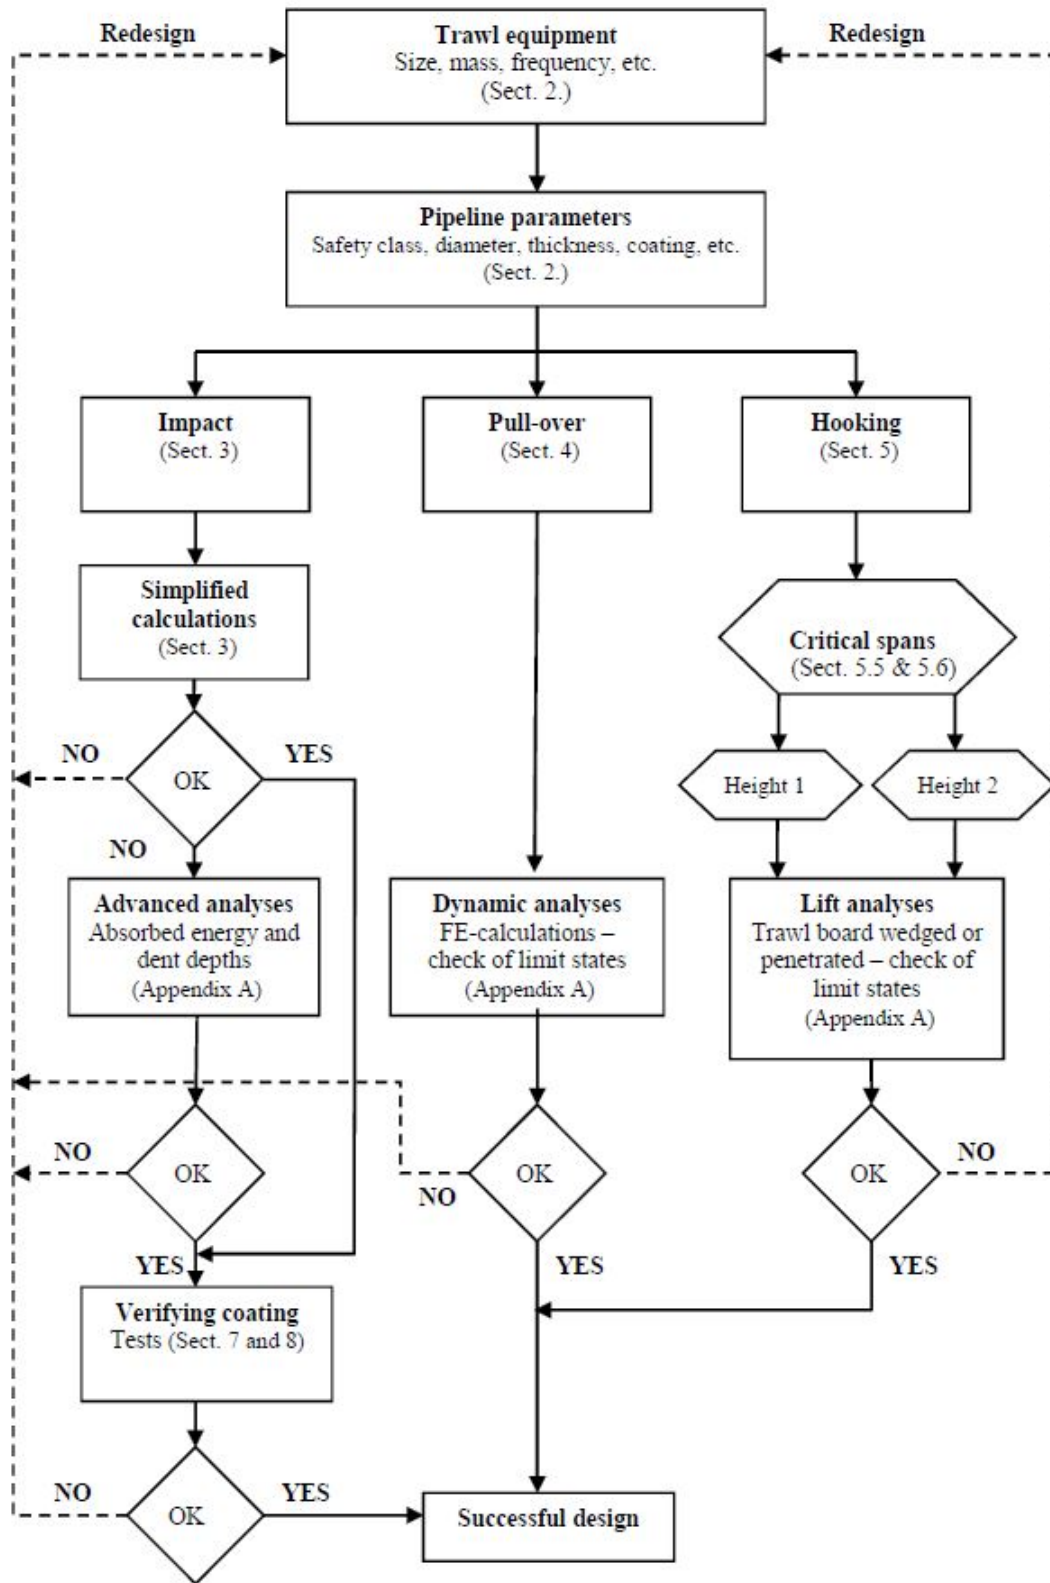 Redesign
Trawl equipment
Size, mass, frequency, etc.
(Sect. 2.)
Redesign
Pipeline parameters
Safety class, diameter, thickness, coating, etc.
(Sect. 2.)
Impact
(Sect. 3)
Pull-over
(Sect. 4)
Hooking
(Sect. 5)
Simplified
calculations
(Sect. 3)
Critical spans
(Sect. 5.5 & 5.6)
NO
OK
YES
Height 1
Height 2
NO
Advanced analyses
Absorbed energy and
dent depths
(Appendix A)
Dynamic analyses
FE-calculations –
check of limit states
(Appendix A)
Lift analyses
Trawl board wedged or
penetrated – check of
limit states
(Appendix A)
NO
OK
NO
OK
OK
NO
YES
YES
YES
Verifying coating
Tests (Sect. 7 and 8)
NO
OK
YES
Successful design